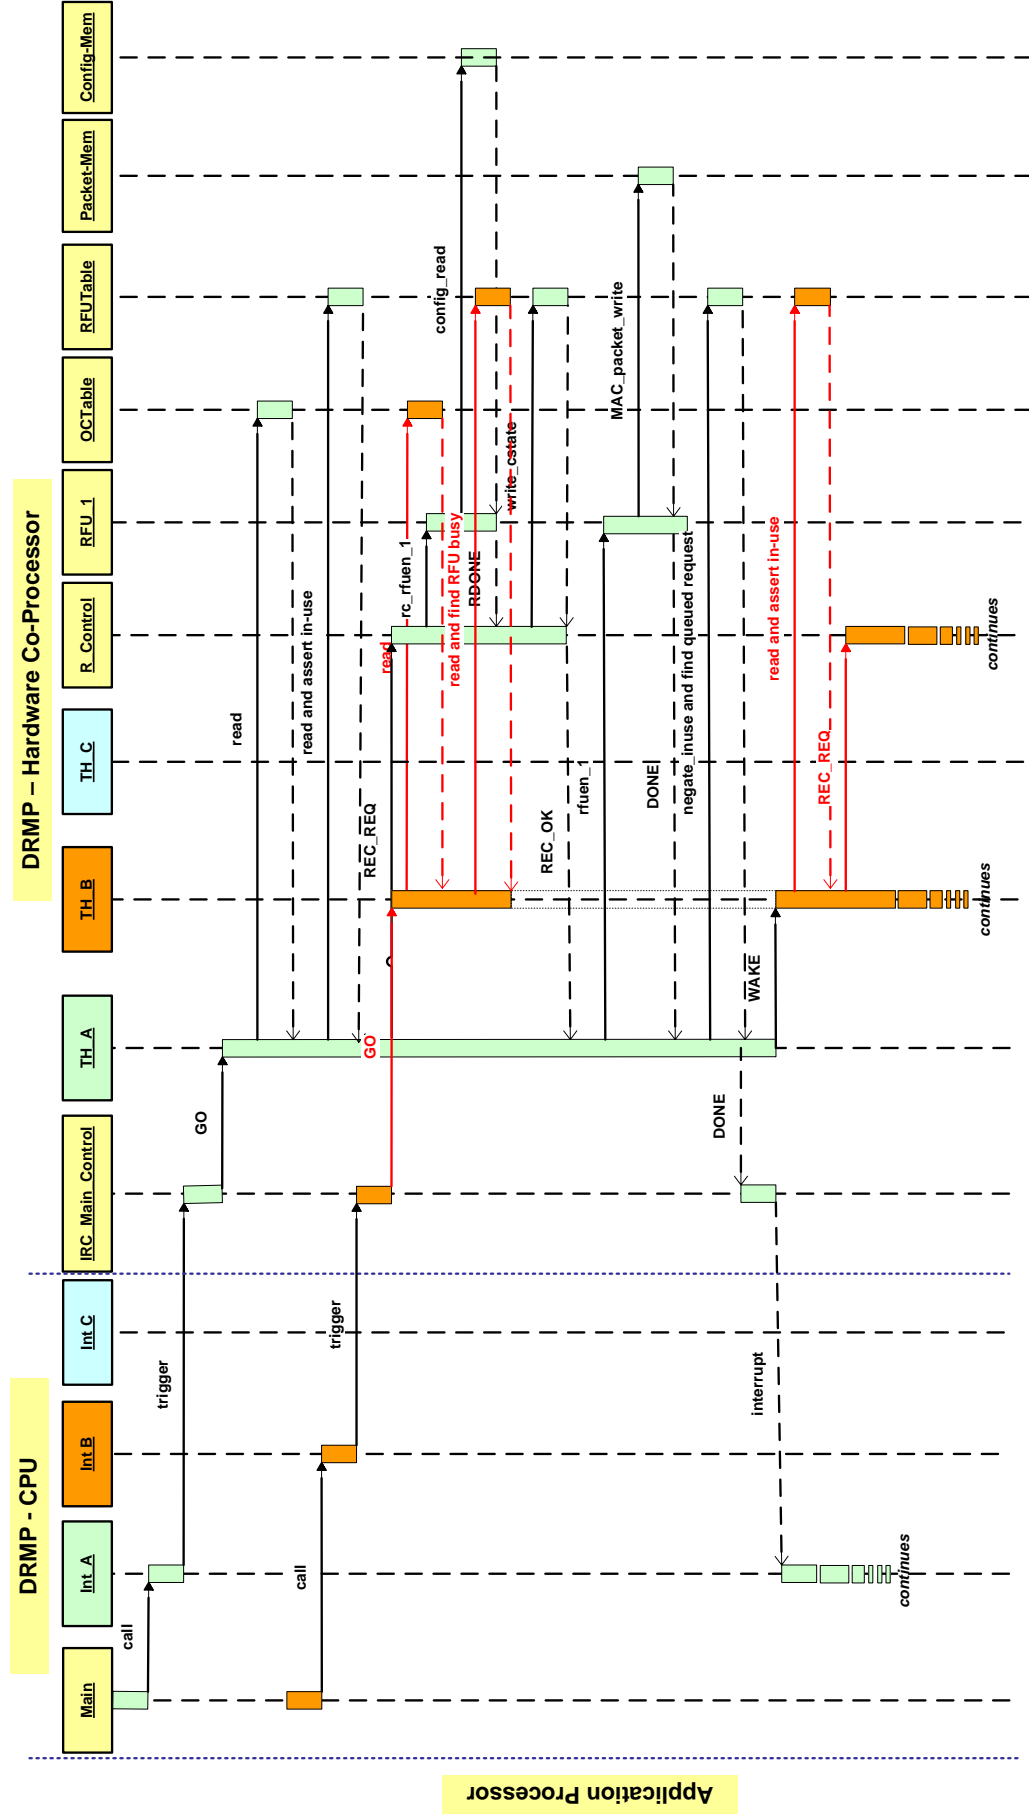 DRMP - CPU
DRMP – Hardware Co-Processor
Application Processor
Main
Int_A
Int B
Int C
IRC_Main_Control
TH_A
TH_B
TH_C
R_Control
RFU_1
OCTable
RFUTable
Packet-Mem
Config-Mem
call
trigger
GO
read
read and assert in-use
call
trigger
REC_REQ
GO
read
rc_rfuen_1
read and find RFU busy
config_read
RDONE
write_cstate
REC_OK
rfuen_1
MAC_packet_write
DONE
negate_inuse and find queued request
DONE
WAKE
interrupt
read and assert in-use
REC_REQ
continues
continues
continues